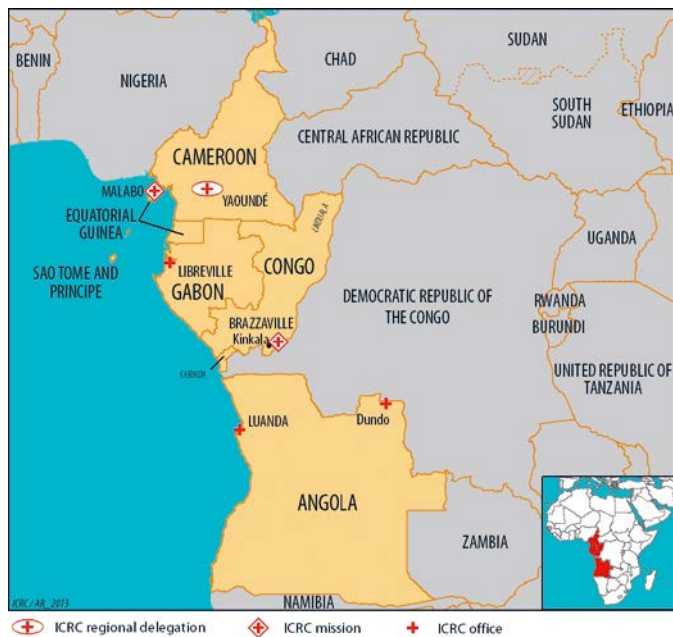 SUDAN
CHAD
BENIN
NIGERIA
ETHIOPIA
SOUTH
SUDAN
CENTRAL AFRICAN REPUBLIC
CAMEROON
MALABO
YAOUNDÉ
EQUATORIAL
GUINEA
LIKOUALA
UGANDA
SAO TOME AND
PRINCIPE
LIBREVILLE
GABON
CONGO
DEMOCRATIC REPUBLIC OF
THE CONGO
RWANDA
BURUNDI
BRAZZAVILLE
Kinkala
CABINDA
UNITED REPUBLIC OF
TANZANIA
LUANDA
Dundo
ANGOLA
ZAMBIA
NAMIBIA
ICRC / AR_2013
ICRC regional delegation
ICRC mission
ICRC office